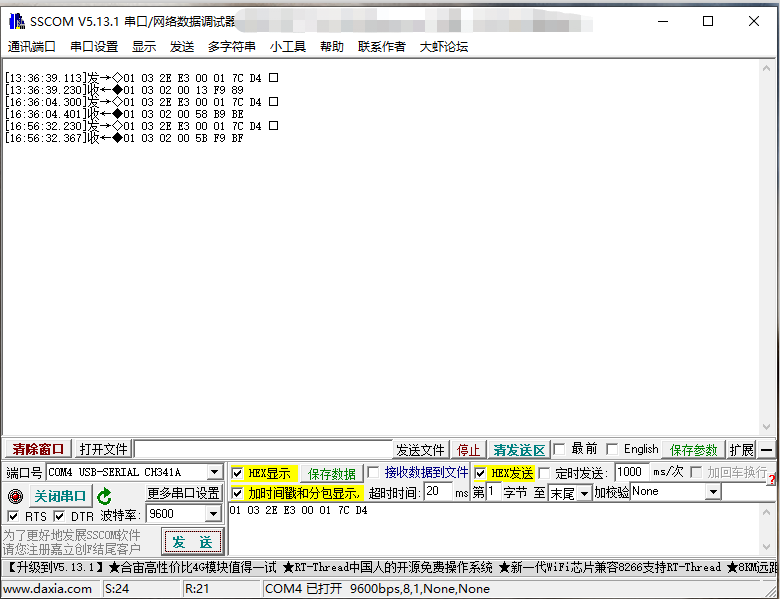 SSCOM V5.13.1 串口/网络数据调试器
通讯端口 串口设置 显示 发送 多字符串 小工具 帮助 联系作者 大虾论坛
[13:36:39.113]发→◇01 03 2E E3 00 01 7C D4 □
[13:36:39.230]收←◆01 03 02 00 13 F9 89
[16:36:04.300]发→◇01 03 2E E3 00 01 7C D4 □
[16:36:04.401]收←◆01 03 02 00 58 B9 BE
[16:56:32.230]发→◇01 03 2E E3 00 01 7C D4 □
[16:56:32.367]收←◆01 03 02 00 5B F9 BF
清除窗口 打开文件 发送文件 停止 清发送区 最前 English 保存参数 扩展 —
端口号 COM4 USB-SERIAL CH341A HEX显示 保存数据 接收数据到文件 HEX发送 定时发送: 1000 ms/次 加回车换行
关闭串口 更多串口设置 加时间戳和分包显示, 超时时间: 20 ms 第 1 字节 至 末尾 加校验 None
RTS DTR 波特率: 9600
01 03 2E E3 00 01 7C D4
为了更好地发展SSCOM软件
请您注册嘉立创F结尾客户
发 送
【升级到V5.13.1】★合宙高性价比4G模块值得一试 ★RT-Thread中国人的开源免费操作系统 ★新一代WiFi芯片兼容8266支持RT-Thread ★8KM远
www.daxia.com S:24 R:21 COM4 已打开 9600bps,8,1,None,None